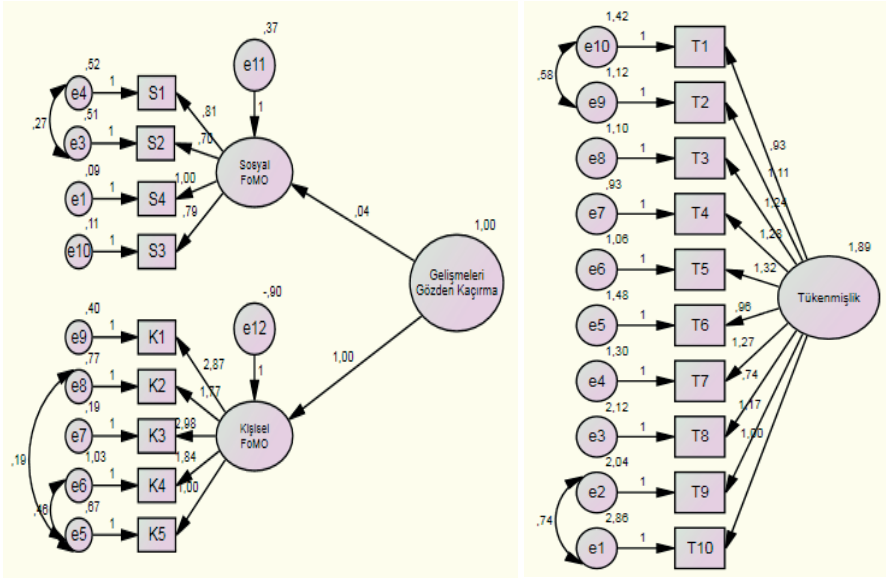 ,37
e11
1
,52
e4
1
S1
,81
,27
,51
e3
1
S2
,70
Sosyal
FoMO
,09
e1
1
S4
1,00
,11
e10
1
S3
,79
,04
1,00
Gelişmeleri
Gözden Kaçırma
-,90
e12
1
1,00
,40
e9
1
K1
2,87
,77
e8
1
K2
1,77
,19
e7
1
K3
2,98
Kişisel
FoMO
,19
1,03
e6
1
K4
1,84
,46
,67
e5
1
K5
1,00
1,42
e10
1
T1
,93
,58
1,12
e9
1
T2
1,11
1,10
e8
1
T3
1,24
,93
e7
1
T4
1,28
1,06
e6
1
T5
1,32
1,89
Tükenmişlik
1,48
e5
1
T6
,96
1,30
e4
1
T7
1,27
2,12
e3
1
T8
,74
2,04
e2
1
T9
1,17
,74
2,86
e1
1
T10
1,00